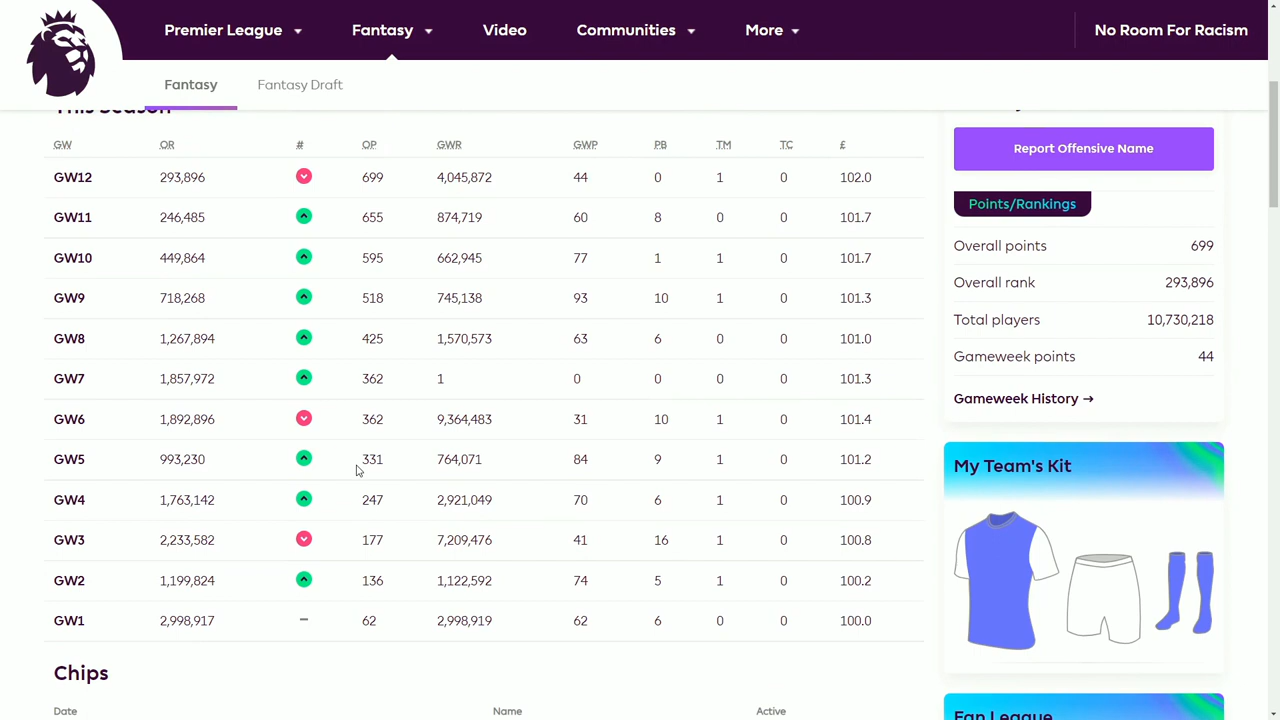 Premier League Fantasy Video Communities More No Room For Racism
Fantasy Fantasy Draft
This Season
GW OR # OP GWR GWP PB TM TC £
GW12 293,896 699 4,045,872 44 0 1 0 102.0
GW11 246,485 655 874,719 60 8 0 0 101.7
GW10 449,864 595 662,945 77 1 1 0 101.7
GW9 718,268 518 745,138 93 10 1 0 101.3
GW8 1,267,894 425 1,570,573 63 6 0 0 101.0
GW7 1,857,972 362 1 0 0 0 0 101.3
GW6 1,892,896 362 9,364,483 31 10 1 0 101.4
GW5 993,230 331 764,071 84 9 1 0 101.2
GW4 1,763,142 247 2,921,049 70 6 1 0 100.9
GW3 2,233,582 177 7,209,476 41 16 1 0 100.8
GW2 1,199,824 136 1,122,592 74 5 1 0 100.2
GW1 2,998,917 – 62 2,998,919 62 6 0 0 100.0
Chips
Date Name Active
Report Offensive Name
Points/Rankings
Overall points 699
Overall rank 293,896
Total players 10,730,218
Gameweek points 44
Gameweek History →
My Team's Kit
Fan League